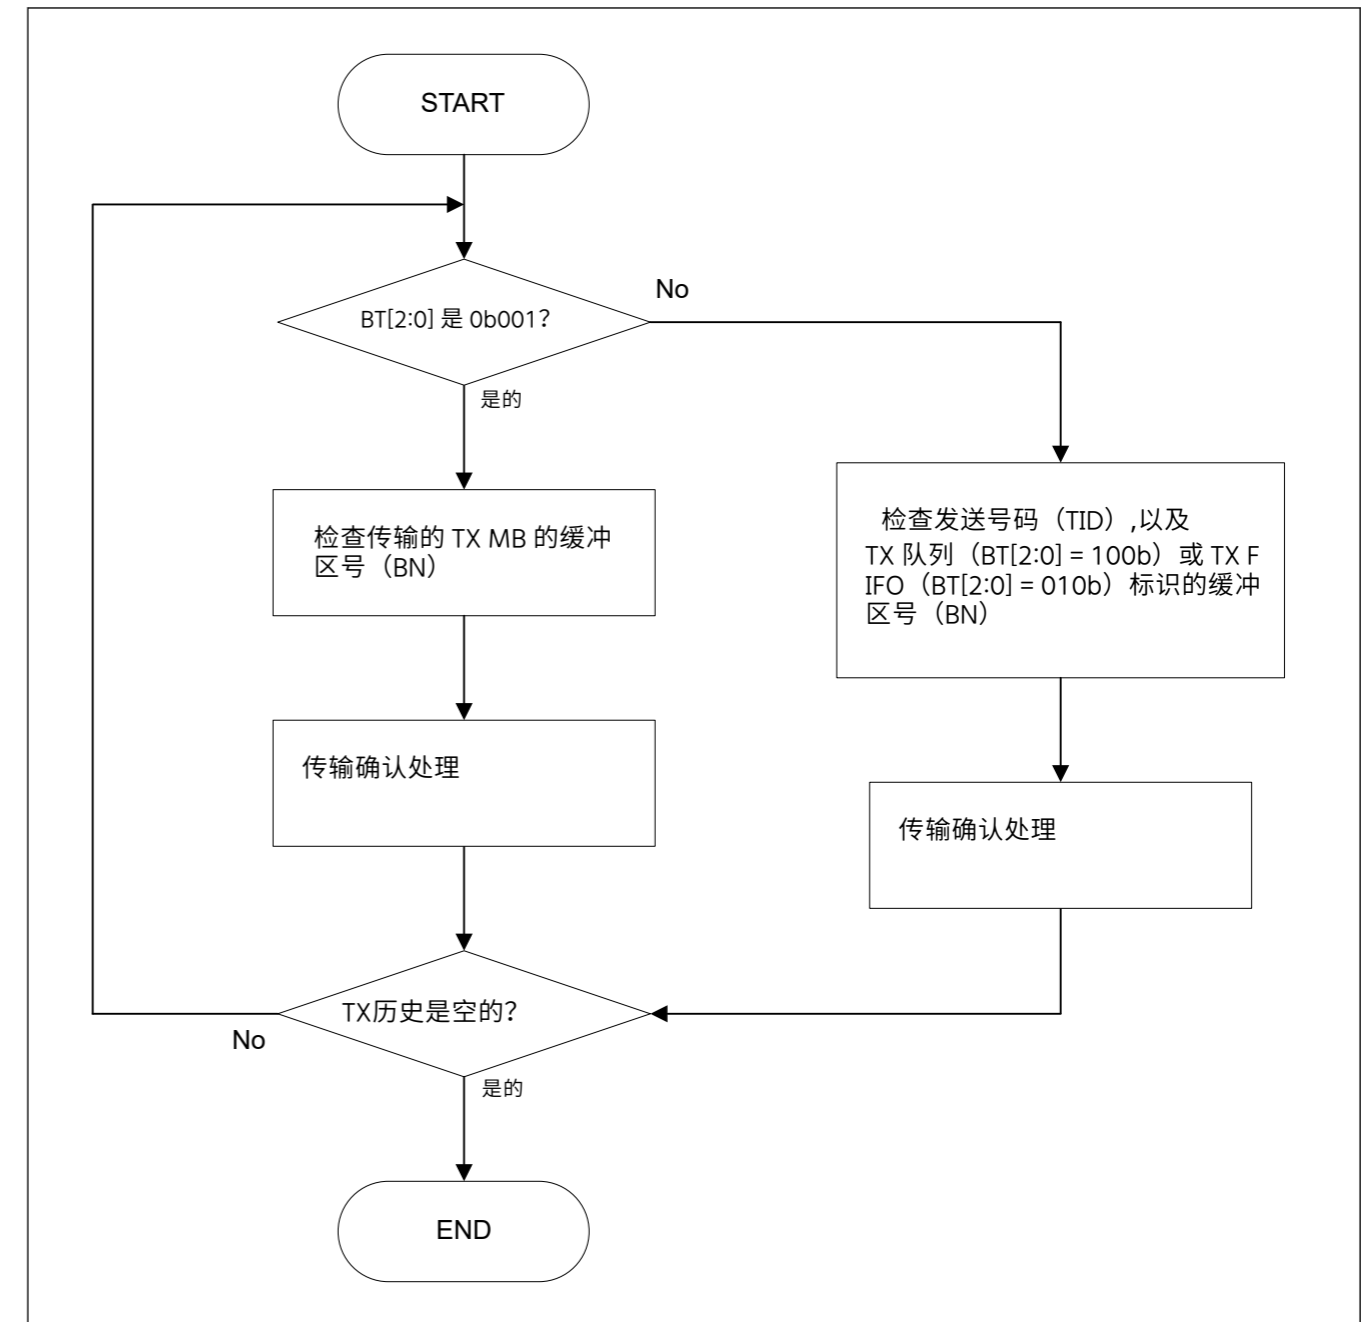 START
No
BT[2:0] 是 0b001？
是的
检查传输的 TX MB 的缓冲
区号（BN）
检查发送号码（TID）,以及
TX 队列（BT[2:0] = 100b）或 TX F
IFO（BT[2:0] = 010b）标识的缓冲
区号（BN）
传输确认处理
传输确认处理
TX历史是空的？
No
是的
END